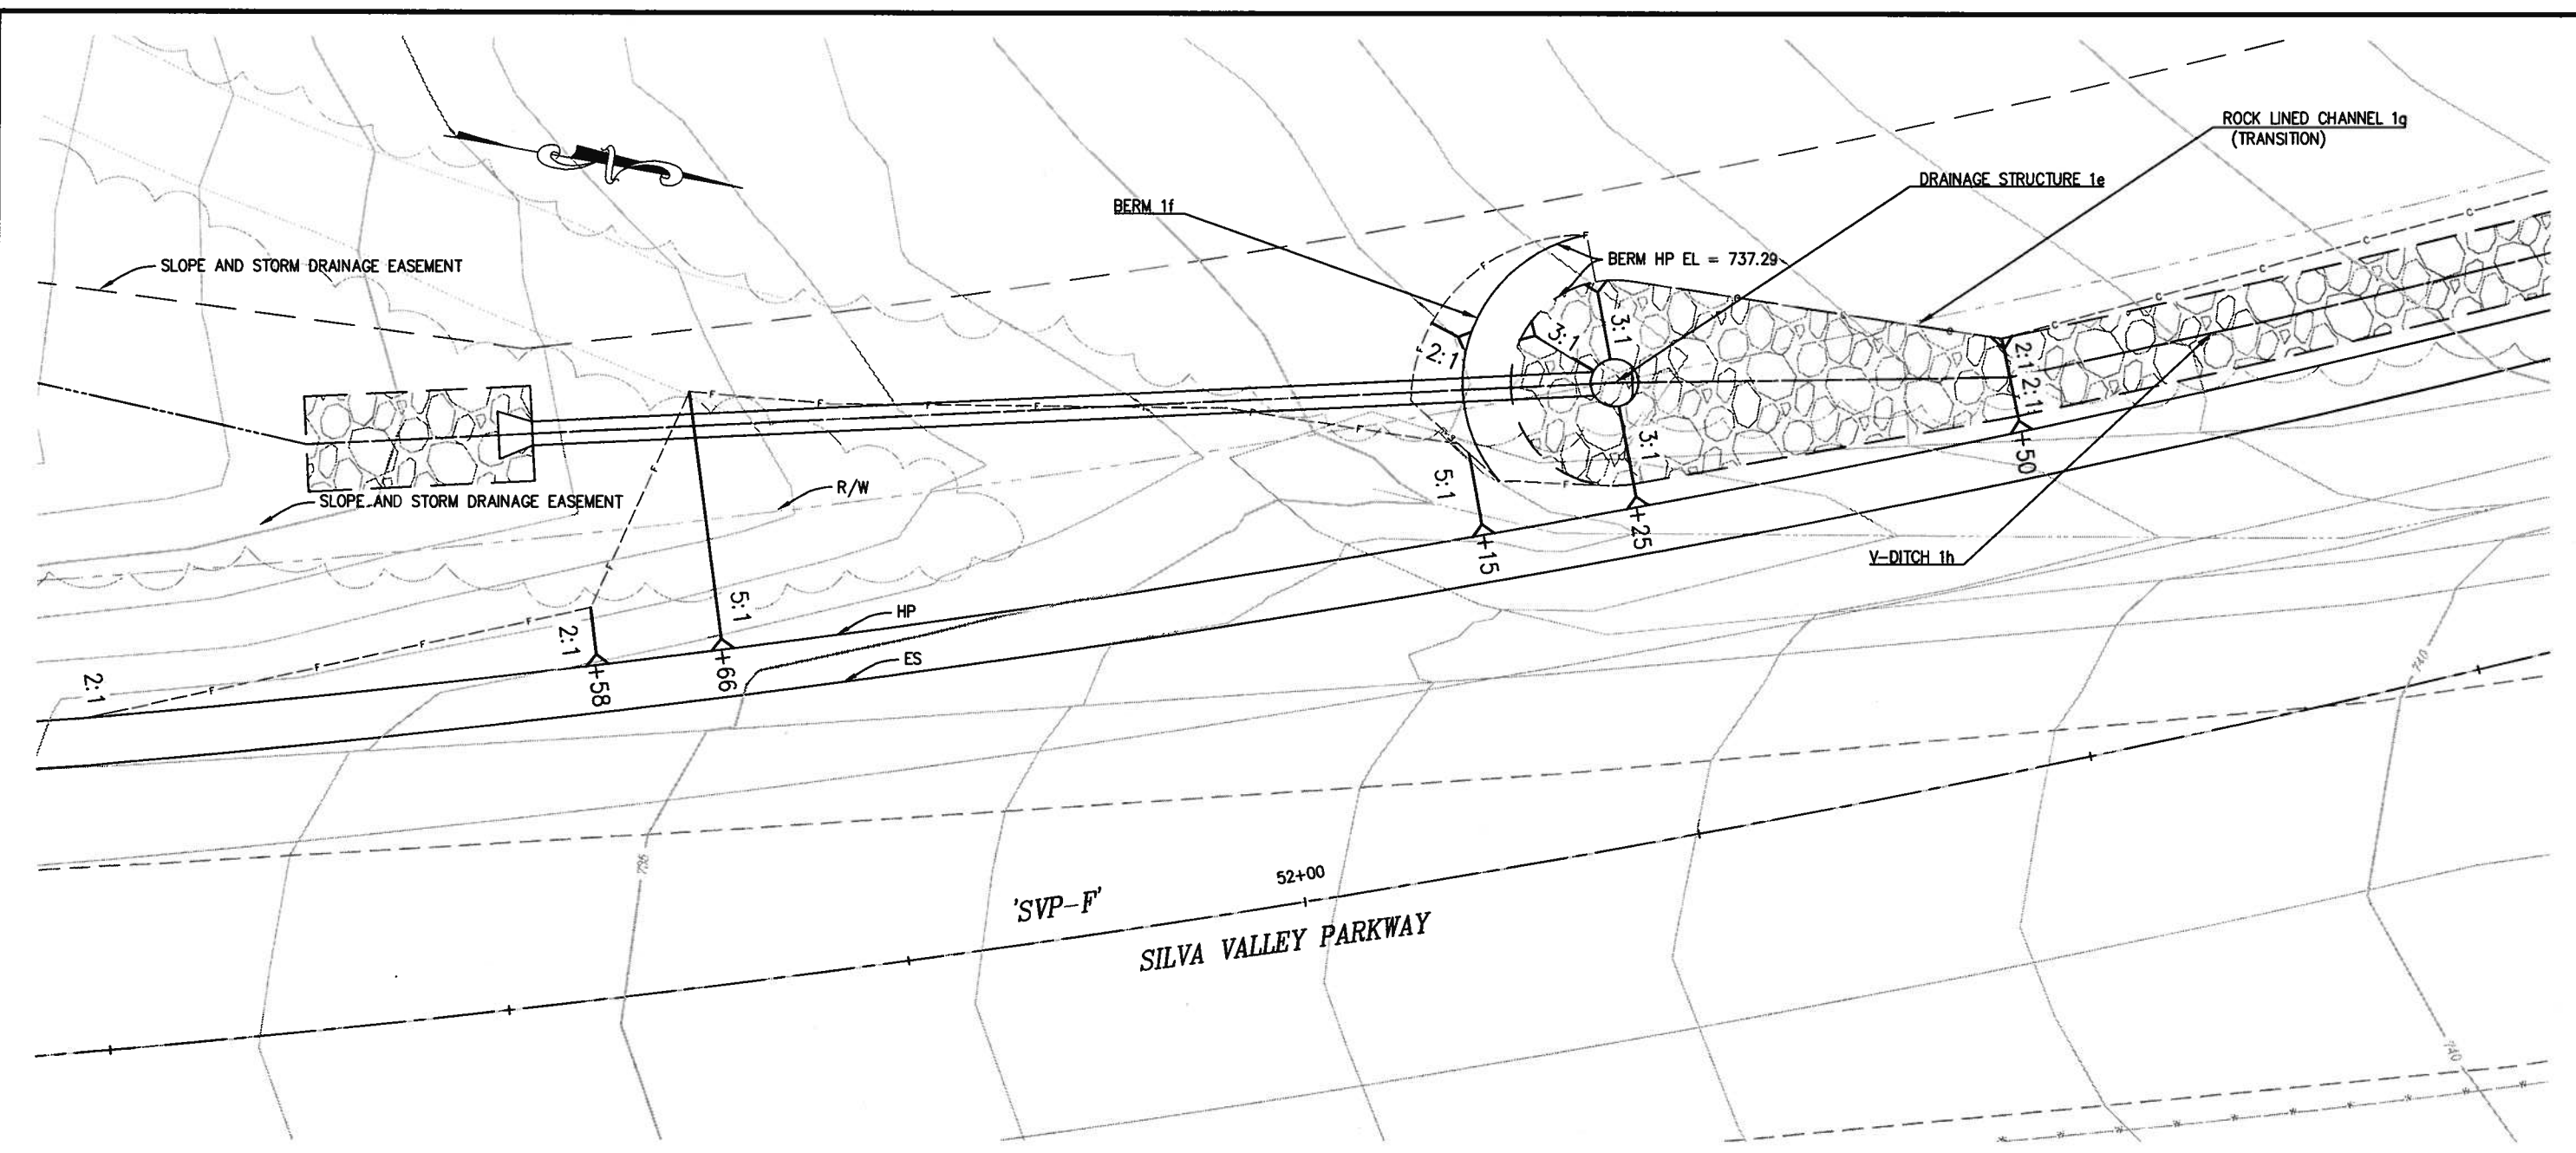 ROCK LINED CHANNEL 1g
(TRANSITION)
DRAINAGE STRUCTURE 1e
BERM 1f
BERM HP EL = 737.29
SLOPE AND STORM DRAINAGE EASEMENT
3:1
3:1
2:1
2:1
2:1
3:1
+50
SLOPE AND STORM DRAINAGE EASEMENT
R/W
5:1
+25
+15
V-DITCH 1h
5:1
HP
2:1
ES
+66
+58
2:1
740
735
52+00
'SVP-F'
SILVA VALLEY PARKWAY
740